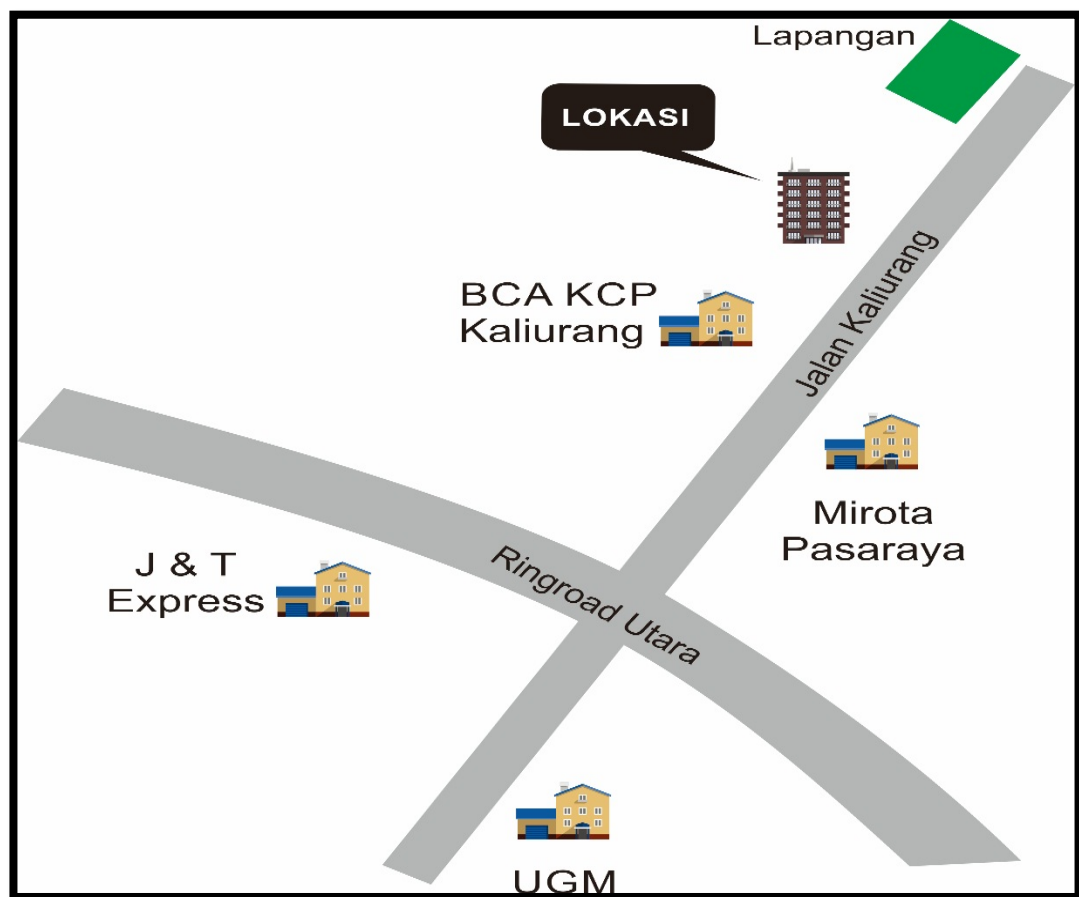 Lapangan
LOKASI
BCA KCP
Kaliurang
Jalan Kaliurang
Mirota
Pasaraya
J & T
Express
Ringroad Utara
UGM